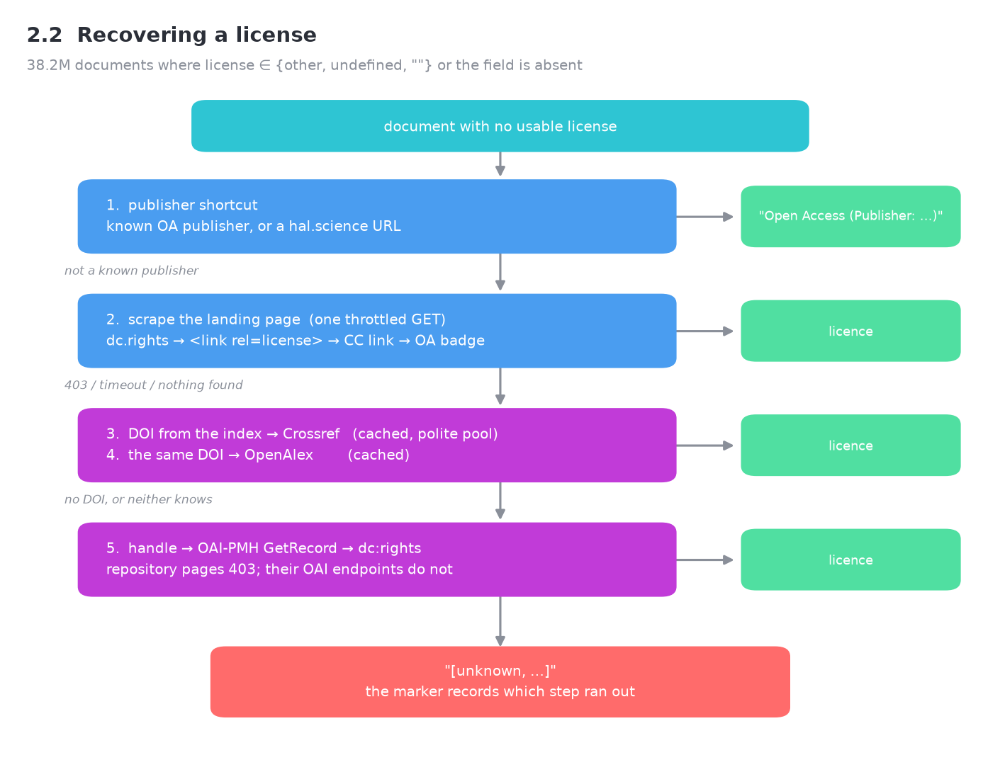 2.2  Recovering a license
38.2M documents where license ∈ {other, undefined, ""} or the field is absent
document with no usable license
1.  publisher shortcut
known OA publisher, or a hal.science URL
"Open Access (Publisher: ...)"
not a known publisher
2.  scrape the landing page  (one throttled GET)
dc.rights → <link rel=license> → CC link → OA badge
licence
403 / timeout / nothing found
3.  DOI from the index → Crossref   (cached, polite pool)
4.  the same DOI → OpenAlex        (cached)
licence
no DOI, or neither knows
5.  handle → OAI-PMH GetRecord → dc:rights
repository pages 403; their OAI endpoints do not
licence
"[unknown, ...]"
the marker records which step ran out